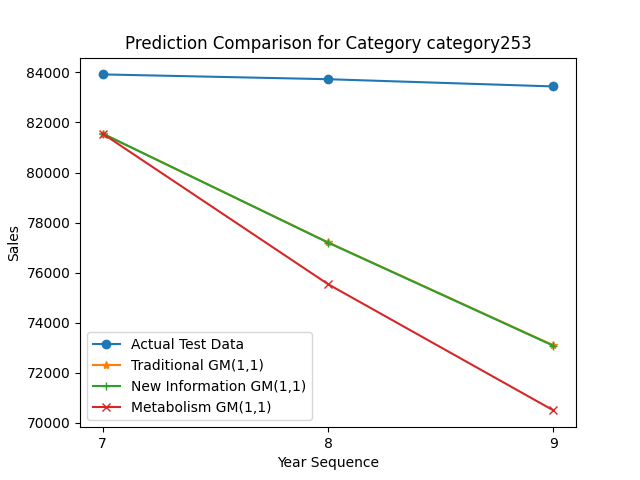 Prediction Comparison for Category category253
84000
82000
80000
78000
76000
74000
72000
70000
Sales
Actual Test Data
Traditional GM(1,1)
New Information GM(1,1)
Metabolism GM(1,1)
7
8
9
Year Sequence